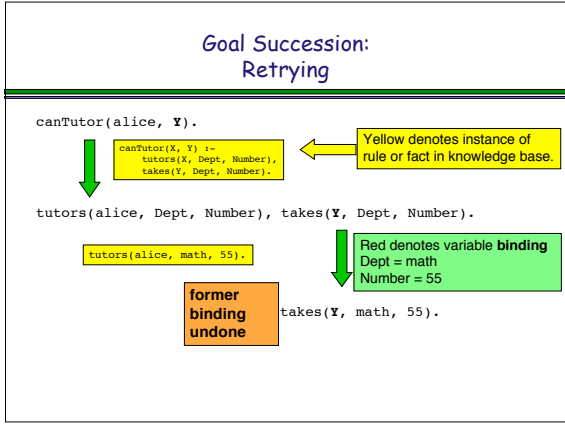 Goal Succession:
Retrying
canTutor(alice, Y).
canTutor(X, Y) :-
tutors(X, Dept, Number),
takes(Y, Dept, Number).
Yellow denotes instance of
rule or fact in knowledge base.
tutors(alice, Dept, Number), takes(Y, Dept, Number).
tutors(alice, math, 55).
Red denotes variable binding
Dept = math
Number = 55
former
binding
undone
takes(Y, math, 55).